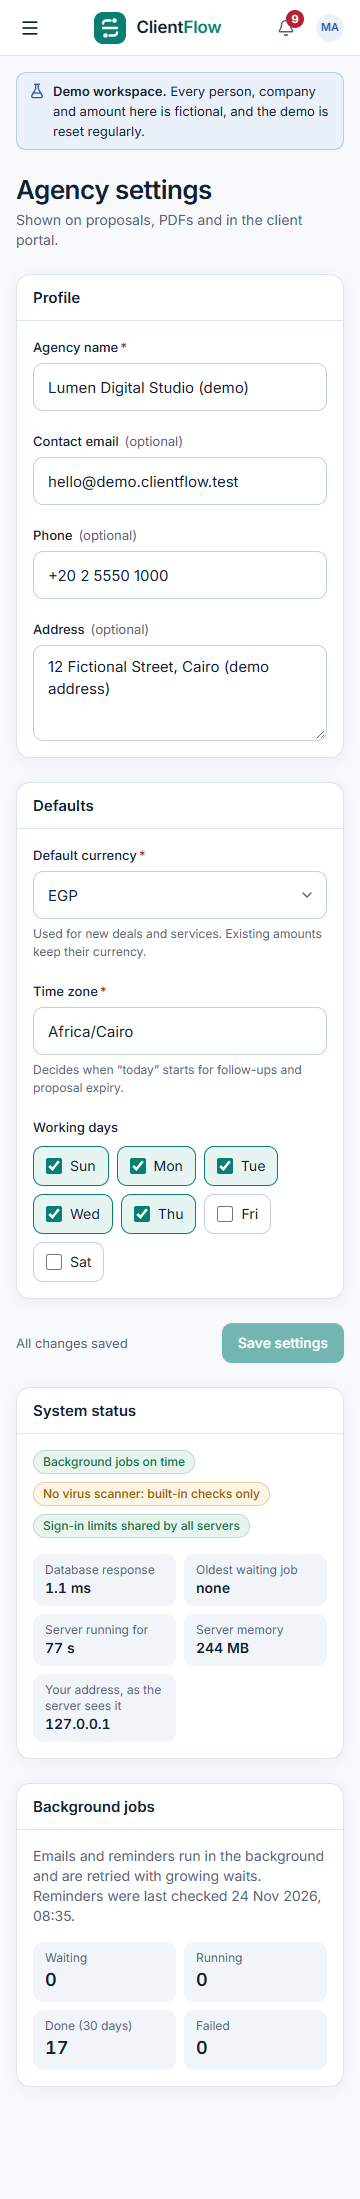 ClientFlow
9
MA
Demo workspace. Every person, company
and amount here is fictional, and the demo is
reset regularly.
Agency settings
Shown on proposals, PDFs and in the client
portal.
Profile
Agency name*
Lumen Digital Studio (demo)
Contact email (optional)
hello@demo.clientflow.test
Phone (optional)
+20 2 5550 1000
Address (optional)
12 Fictional Street, Cairo (demo
address)
Defaults
Default currency*
EGP
Used for new deals and services. Existing amounts
keep their currency.
Time zone*
Africa/Cairo
Decides when “today” starts for follow-ups and
proposal expiry.
Working days
Sun Mon Tue
Wed Thu Fri
Sat
All changes saved Save settings
System status
Background jobs on time
No virus scanner: built-in checks only
Sign-in limits shared by all servers
Database response Oldest waiting job
1.1 ms none
Server running for Server memory
77 s 244 MB
Your address, as the
server sees it
127.0.0.1
Background jobs
Emails and reminders run in the background
and are retried with growing waits.
Reminders were last checked 24 Nov 2026,
08:35.
Waiting Running
0 0
Done (30 days) Failed
17 0